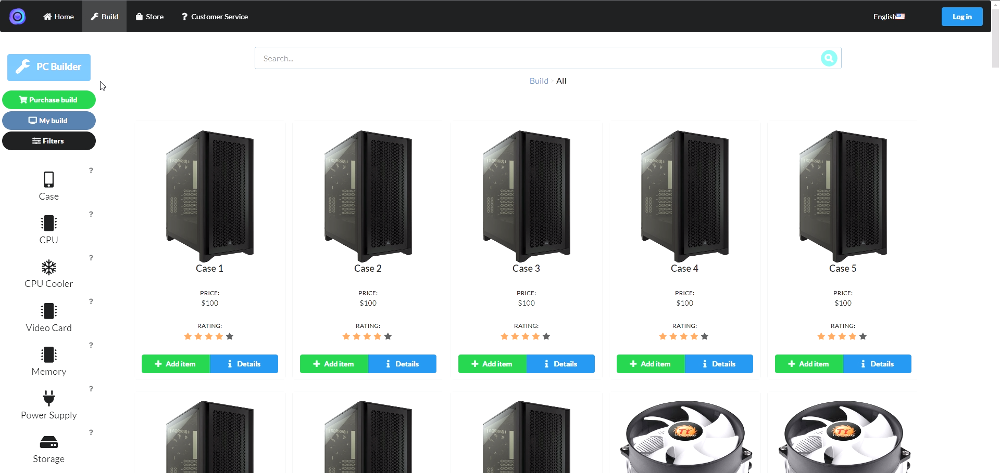 Home
Build
Store
? Customer Service
English
Log in
Search...
PC Builder
Build > All
Purchase build
My build
Filters
?
Case
?
CPU
?
CPU Cooler
?
Video Card
?
Memory
?
Power Supply
?
Storage
Case 1
PRICE:
$100
RATING:
+ Add item
i Details
Case 2
PRICE:
$100
RATING:
+ Add item
i Details
Case 3
PRICE:
$100
RATING:
+ Add item
i Details
Case 4
PRICE:
$100
RATING:
+ Add item
i Details
Case 5
PRICE:
$100
RATING:
+ Add item
i Details
Tt
Tt